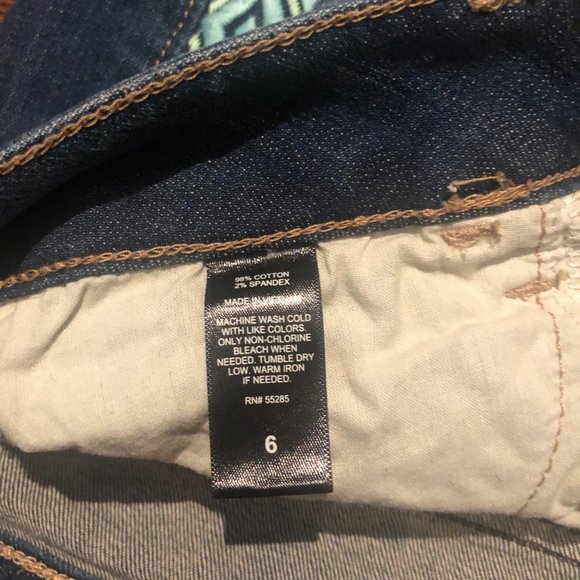 98% COTTON
2% SPANDEX
MADE IN VIETNAM
MACHINE WASH COLD
WITH LIKE COLORS.
ONLY NON-CHLORINE
BLEACH WHEN
NEEDED. TUMBLE DRY
LOW. WARM IRON
IF NEEDED.
RN# 55285
6